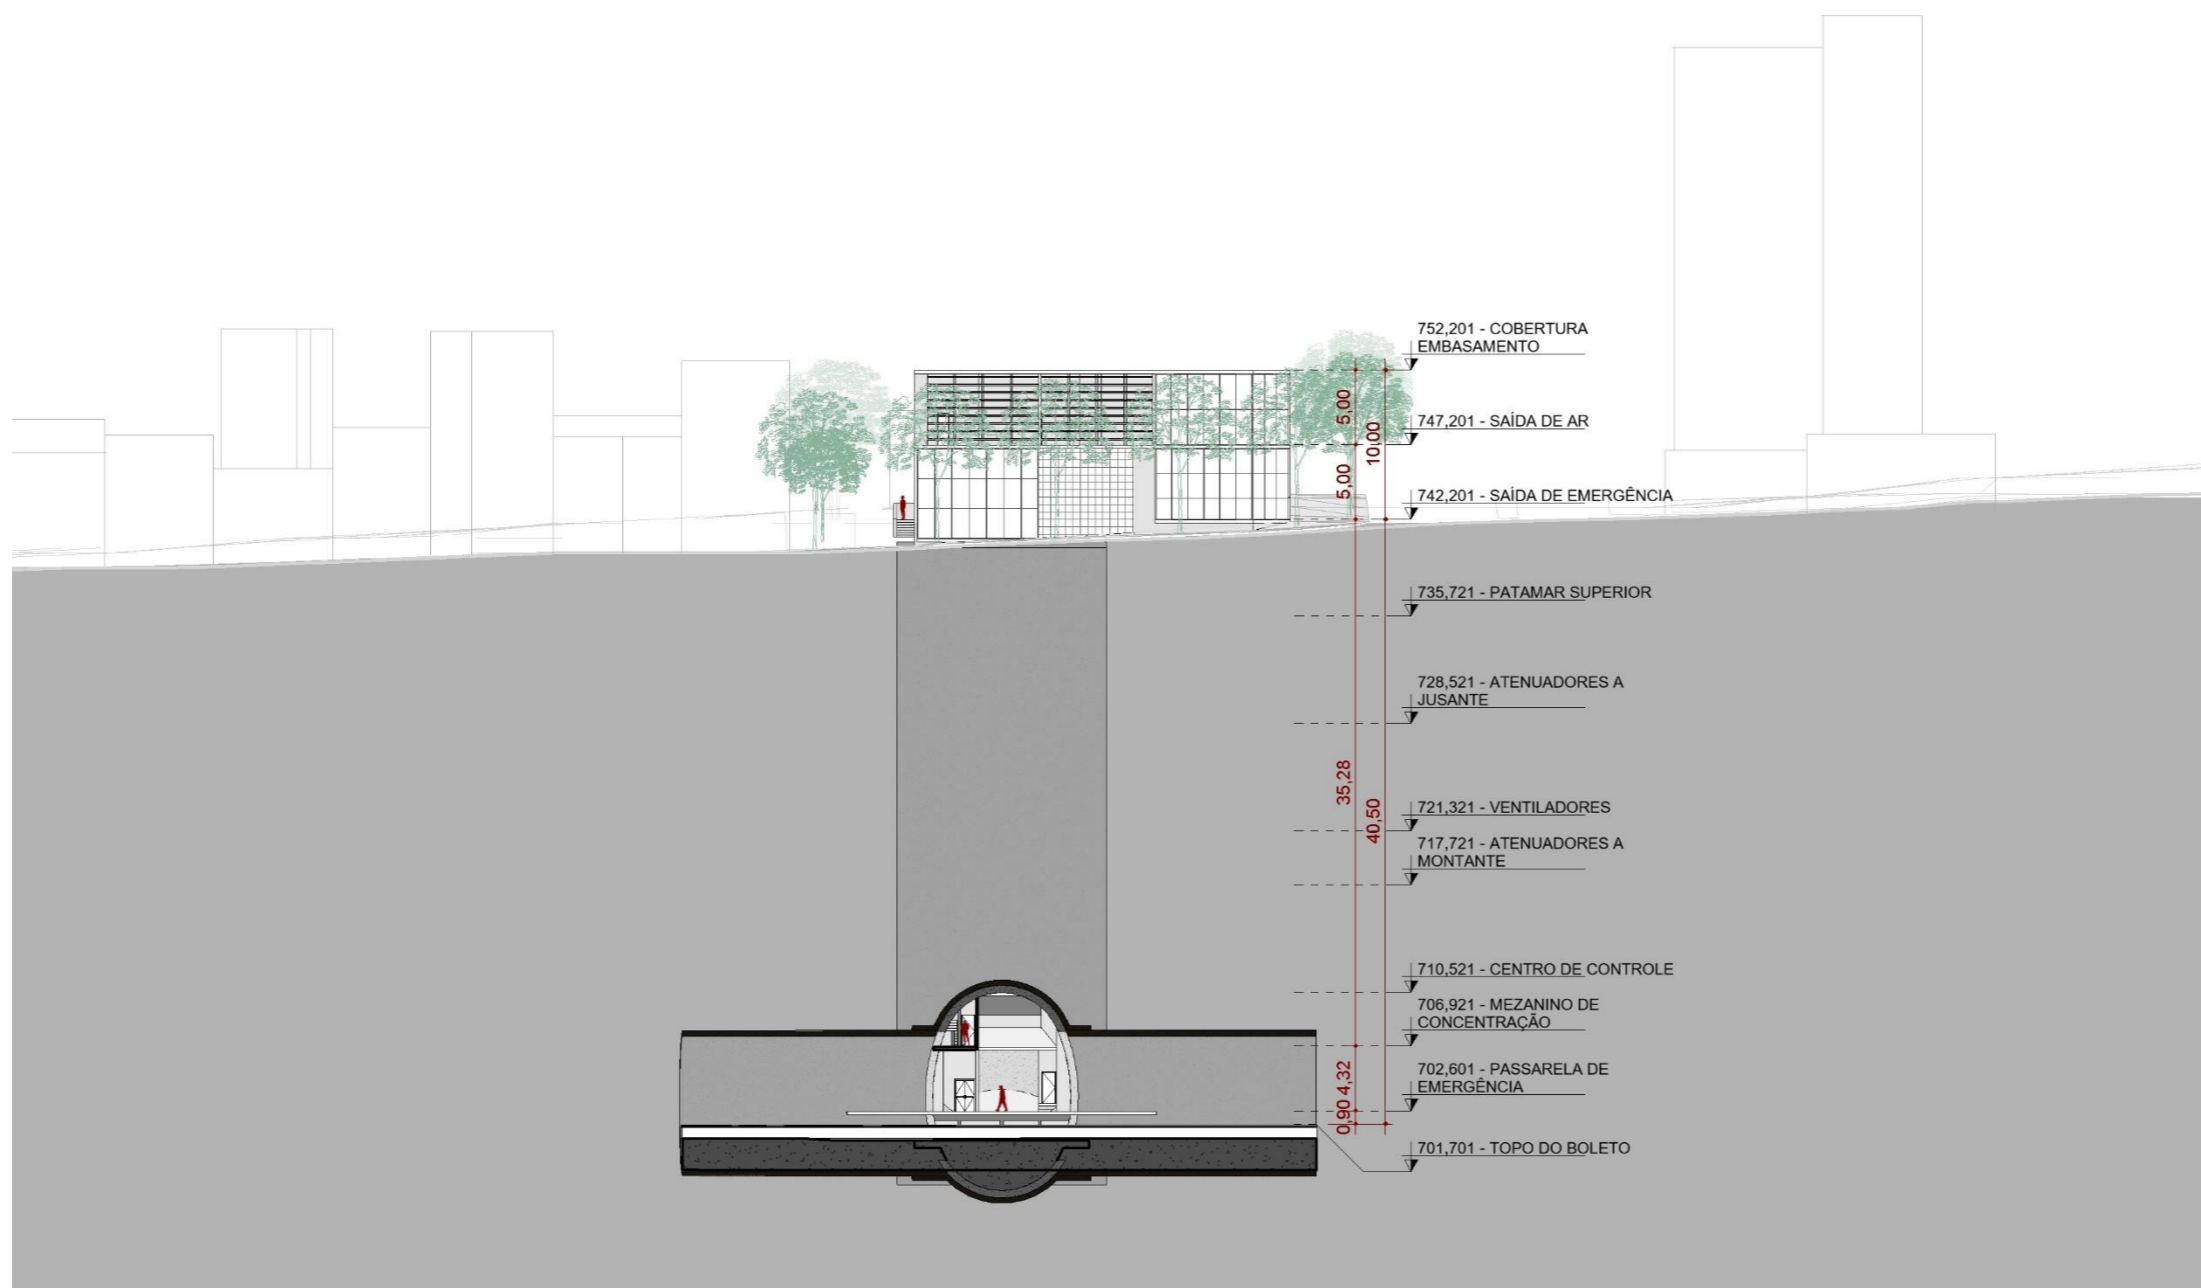 752,201 - COBERTURA
EMBASAMENTO
5,00
747,201 - SAÍDA DE AR
10,00
5,00
742,201 - SAÍDA DE EMERGÊNCIA
735,721 - PATAMAR SUPERIOR
728,521 - ATENUADORES A
JUSANTE
35,28
721,321 - VENTILADORES
40,50
717,721 - ATENUADORES A
MONTANTE
710,521 - CENTRO DE CONTROLE
706,921 - MEZANINO DE
CONCENTRAÇÃO
4,32
702,601 - PASSARELA DE
EMERGÊNCIA
0,90
701,701 - TOPO DO BOLETO